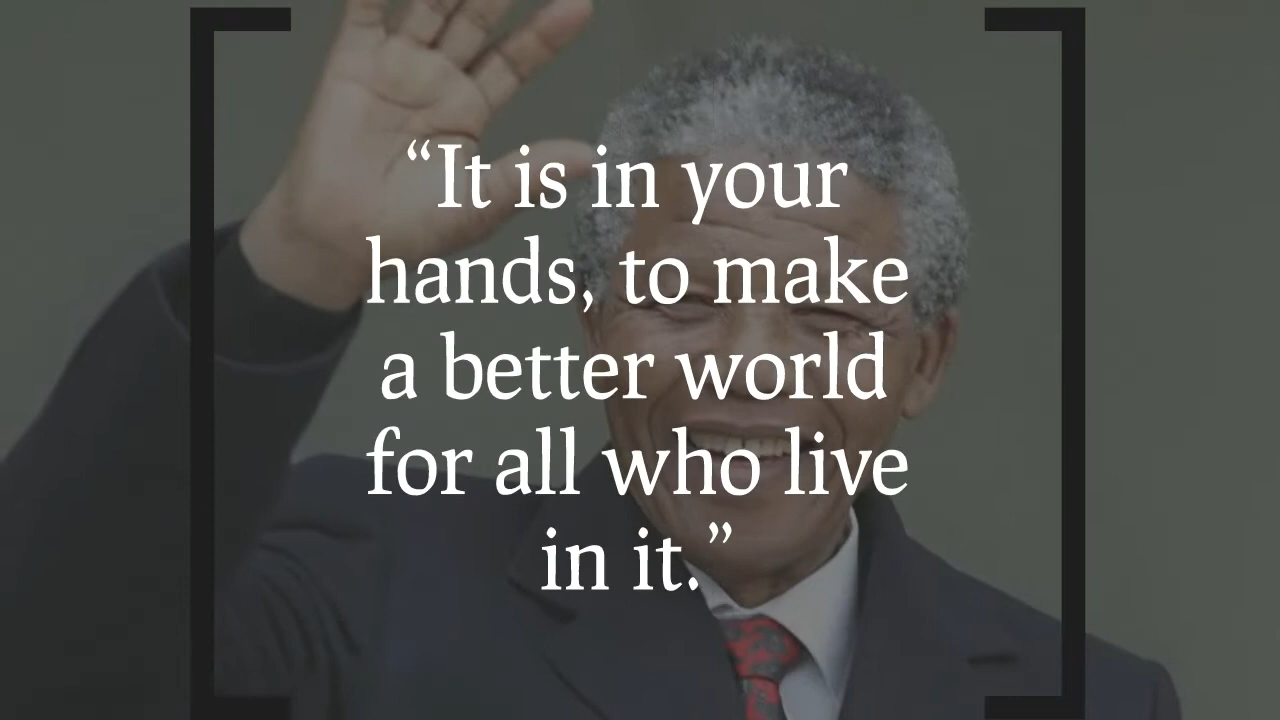 “It is in your
hands, to make
a better world
for all who live
in it.”